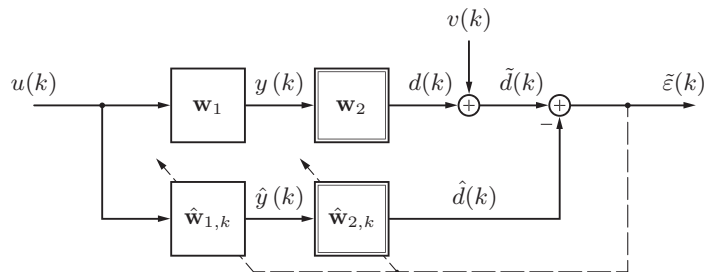 v(k)
u(k) y(k) d(k) d̃(k) ε̃(k)
w₁ w₂ + +
−
ŷ(k) d̂(k)
ŵ₁,ₖ ŵ₂,ₖ